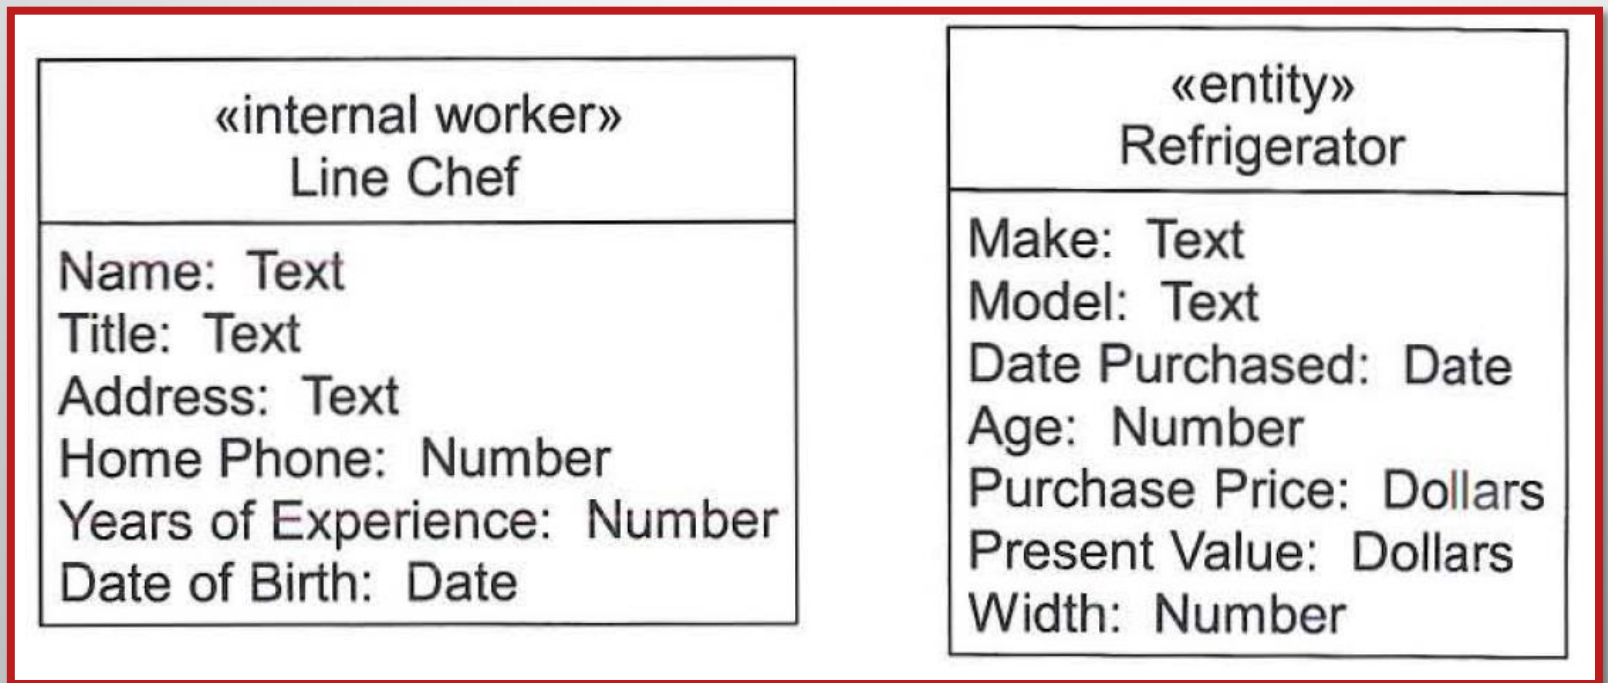 «internal worker»
Line Chef
Name: Text
Title: Text
Address: Text
Home Phone: Number
Years of Experience: Number
Date of Birth: Date
«entity»
Refrigerator
Make: Text
Model: Text
Date Purchased: Date
Age: Number
Purchase Price: Dollars
Present Value: Dollars
Width: Number